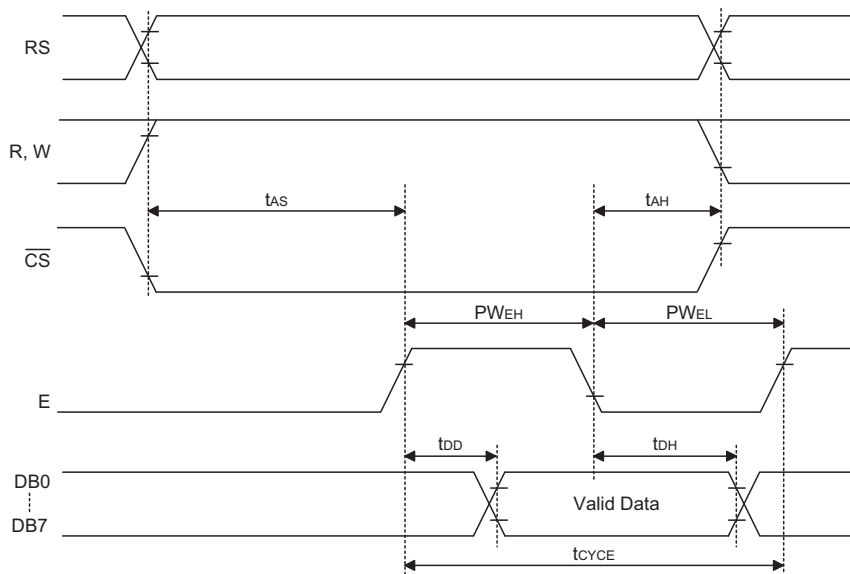 RS
R, W
tAS
tAH
CS
PWEH
PWEL
E
tDD
tDH
DB0
DB7
Valid Data
tCYCE